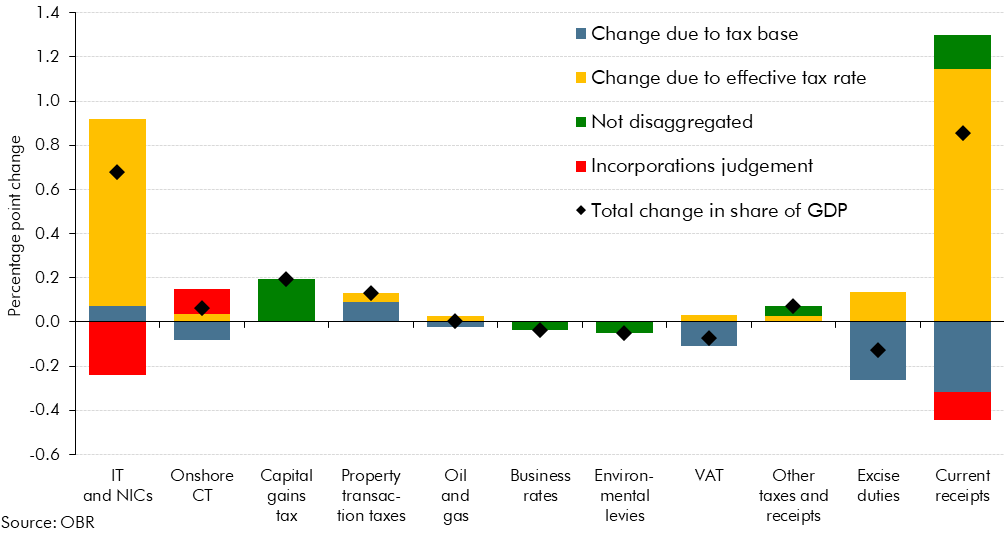 1.4
1.2
1.0
0.8
0.6
0.4
0.2
0.0
-0.2
-0.4
-0.6
Percentage point change
Change due to tax base
Change due to effective tax rate
Not disaggregated
Incorporations judgement
Total change in share of GDP
IT
and NICs
Onshore
CT
Capital
gains
tax
Property
transac-
tion taxes
Oil
and
gas
Business
rates
Environ-
mental
levies
VAT
Other
taxes and
receipts
Excise
duties
Current
receipts
Source: OBR